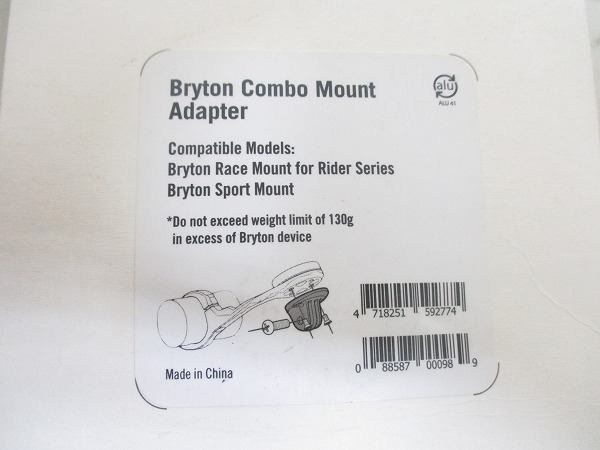 Bryton Combo Mount
Adapter
alu
ALU 41
Compatible Models:
Bryton Race Mount for Rider Series
Bryton Sport Mount
*Do not exceed weight limit of 130g
in excess of Bryton device
4 718251 592774
0 88587 00098 9
Made in China